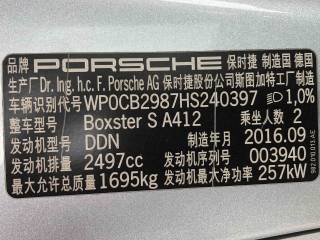 品牌 PORSCHE 保时捷 制造国 德国
生产厂 Dr. Ing. h.c. F. Porsche AG 保时捷股份公司斯图加特工厂制造
车辆识别代号 WP0CB2987HS240397 1,0%
整车型号 Boxster S A412 乘坐人数 2
发动机型号 DDN 制造年月 2016.09
发动机排量 2497cc 发动机序列号 003940
最大允许总质量 1695kg 发动机最大净功率 257kW
982.010.013.AE